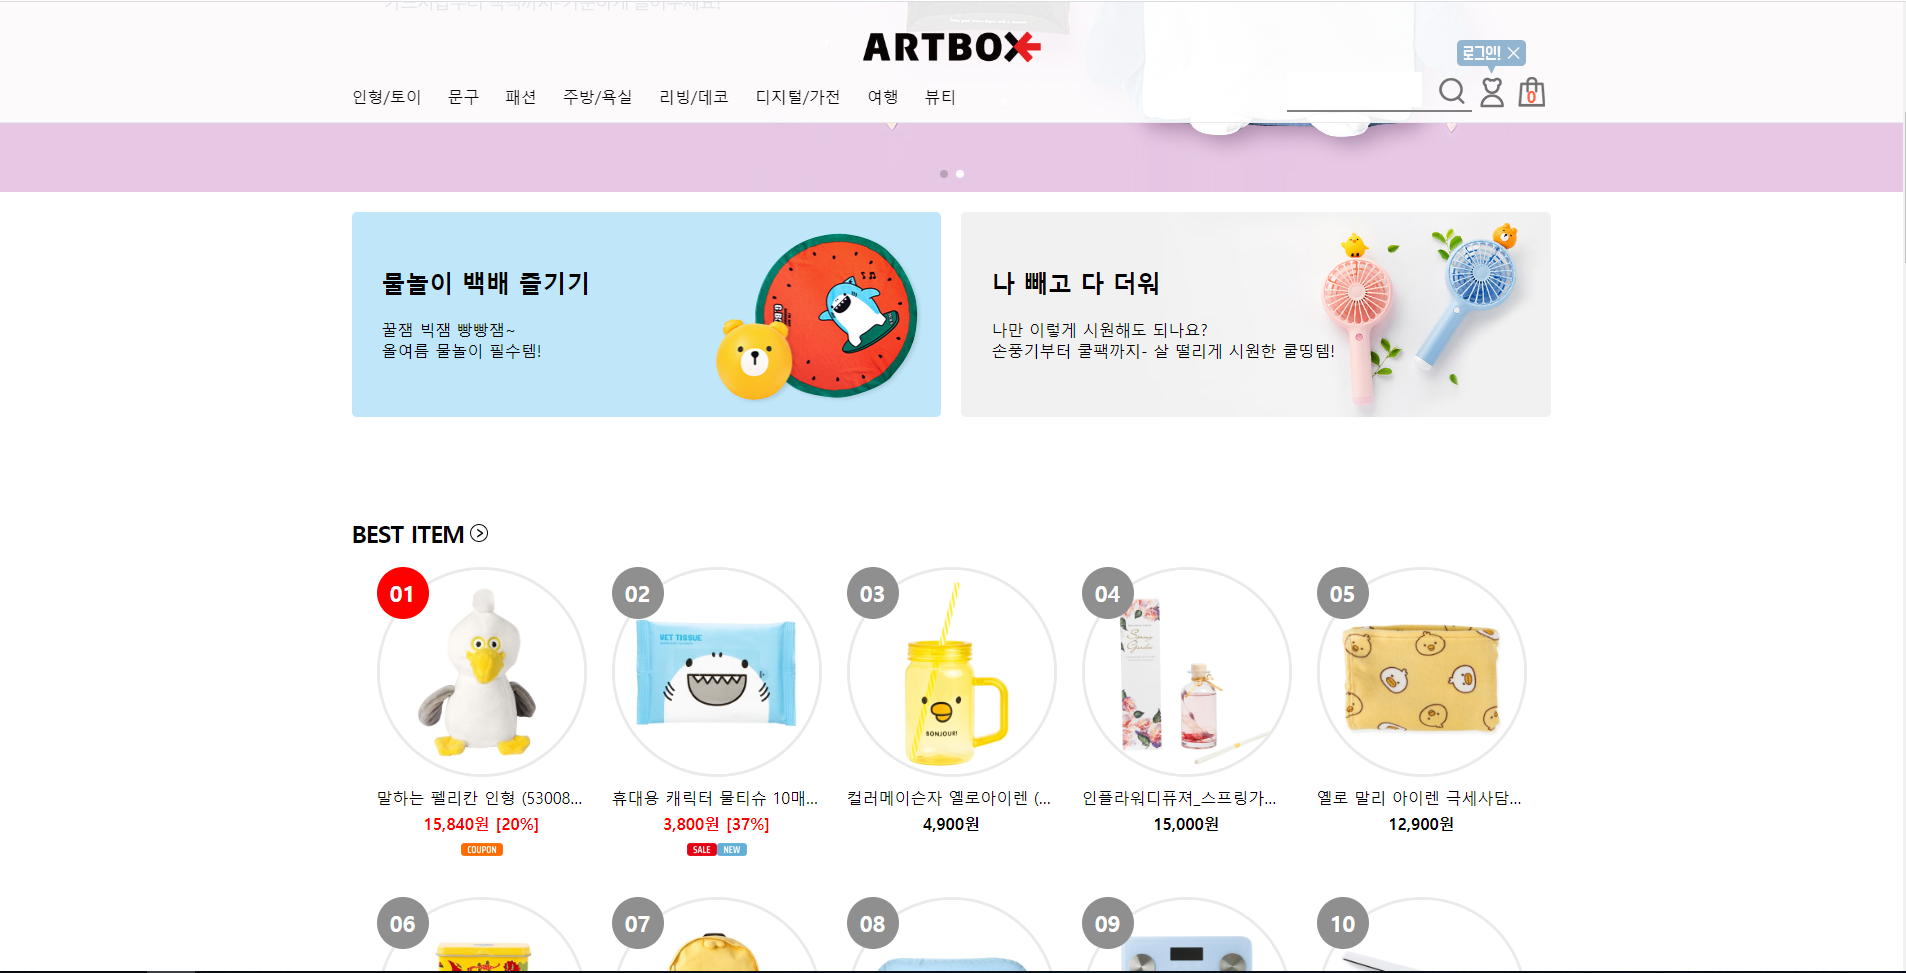 ARTBOX
로그인!
인형/토이 문구 패션 주방/욕실 리빙/데코 디지털/가전 여행 뷰티
0
물놀이 백배 즐기기
꿀잼 빅잼 빵빵잼~
올여름 물놀이 필수템!
나 빼고 다 더워
나만 이렇게 시원해도 되나요?
손풍기부터 쿨팩까지- 살 떨리게 시원한 쿨띵템!
BEST ITEM
01
02
03
04
05
WET TISSUE
BONJOUR!
Spring Garden
말하는 펠리칸 인형 (53008...
15,840원 [20%]
COUPON
휴대용 캐릭터 물티슈 10매...
3,800원 [37%]
SALE NEW
컬러메이슨자 옐로아이렌 (...
4,900원
인플라워디퓨져_스프링가...
15,000원
옐로 말리 아이렌 극세사담...
12,900원
06
07
08
09
10